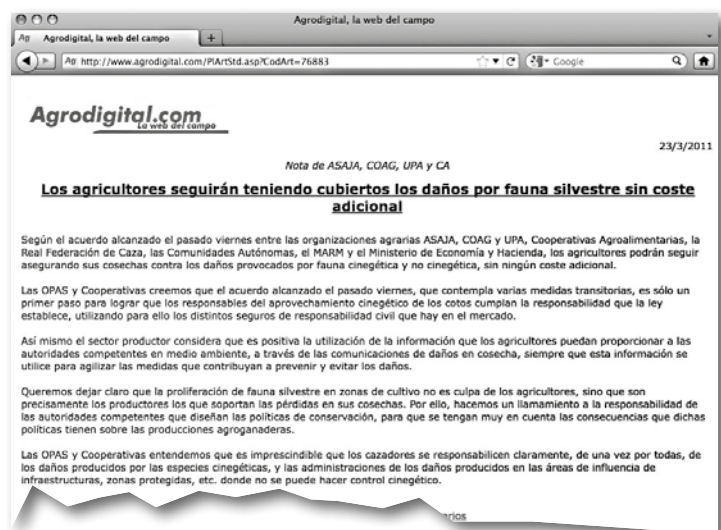 Agrodigital, la web del campo
Ag Agrodigital, la web del campo +
Ag http://www.agrodigital.com/PlArtStd.asp?CodArt=76883 Google
Agrodigital.com
La web del campo
23/3/2011
Nota de ASAJA, COAG, UPA y CA
Los agricultores seguirán teniendo cubiertos los daños por fauna silvestre sin coste
adicional
Según el acuerdo alcanzado el pasado viernes entre las organizaciones agrarias ASAJA, COAG y UPA, Cooperativas Agroalimentarias, la
Real Federación de Caza, las Comunidades Autónomas, el MARM y el Ministerio de Economía y Hacienda, los agricultores podrán seguir
asegurando sus cosechas contra los daños provocados por fauna cinegética y no cinegética, sin ningún coste adicional.
Las OPAS y Cooperativas creemos que el acuerdo alcanzado el pasado viernes, que contempla varias medidas transitorias, es sólo un
primer paso para lograr que los responsables del aprovechamiento cinegético de los cotos cumplan la responsabilidad que la ley
establece, utilizando para ello los distintos seguros de responsabilidad civil que hay en el mercado.
Así mismo el sector productor considera que es positiva la utilización de la información que los agricultores puedan proporcionar a las
autoridades competentes en medio ambiente, a través de las comunicaciones de daños en cosecha, siempre que esta información se
utilice para agilizar las medidas que contribuyan a prevenir y evitar los daños.
Queremos dejar claro que la proliferación de fauna silvestre en zonas de cultivo no es culpa de los agricultores, sino que son
precisamente los productores los que soportan las pérdidas en sus cosechas. Por ello, hacemos un llamamiento a la responsabilidad de
las autoridades competentes que diseñan las políticas de conservación, para que se tengan muy en cuenta las consecuencias que dichas
políticas tienen sobre las producciones agroganaderas.
Las OPAS y Cooperativas entendemos que es imprescindible que los cazadores se responsabilicen claramente, de una vez por todas, de
los daños producidos por las especies cinegéticas, y las administraciones de los daños producidos en las áreas de influencia de
infraestructuras, zonas protegidas, etc. donde no se puede hacer control cinegético.